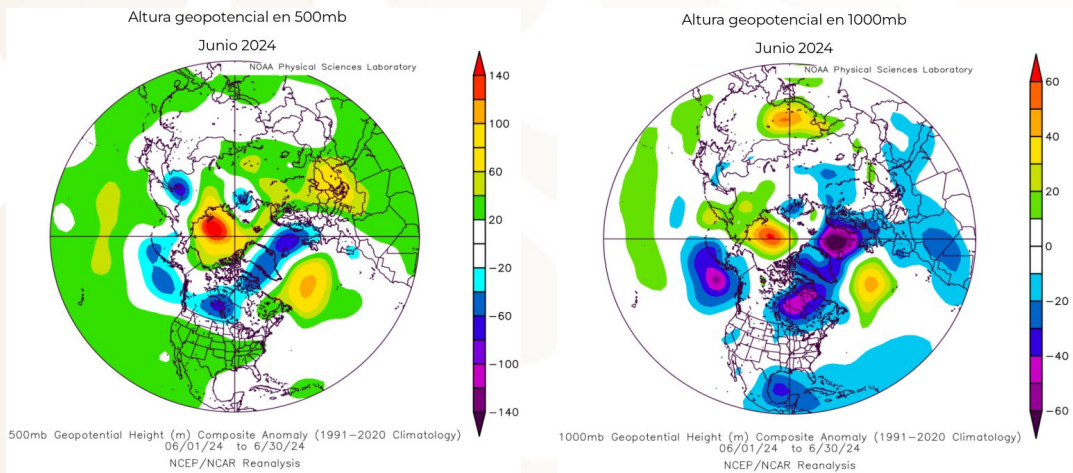 Altura geopotencial en 500mb
Junio 2024
NOAA Physical Sciences Laboratory
140
100
60
20
−20
−60
−100
−140
500mb Geopotential Height (m) Composite Anomaly (1991−2020 Climatology)
06/01/24 to 6/30/24
NCEP/NCAR Reanalysis
Altura geopotencial en 1000mb
Junio 2024
NOAA Physical Sciences Laboratory
60
40
20
0
−20
−40
−60
1000mb Geopotential Height (m) Composite Anomaly (1991−2020 Climatology)
06/01/24 to 6/30/24
NCEP/NCAR Reanalysis